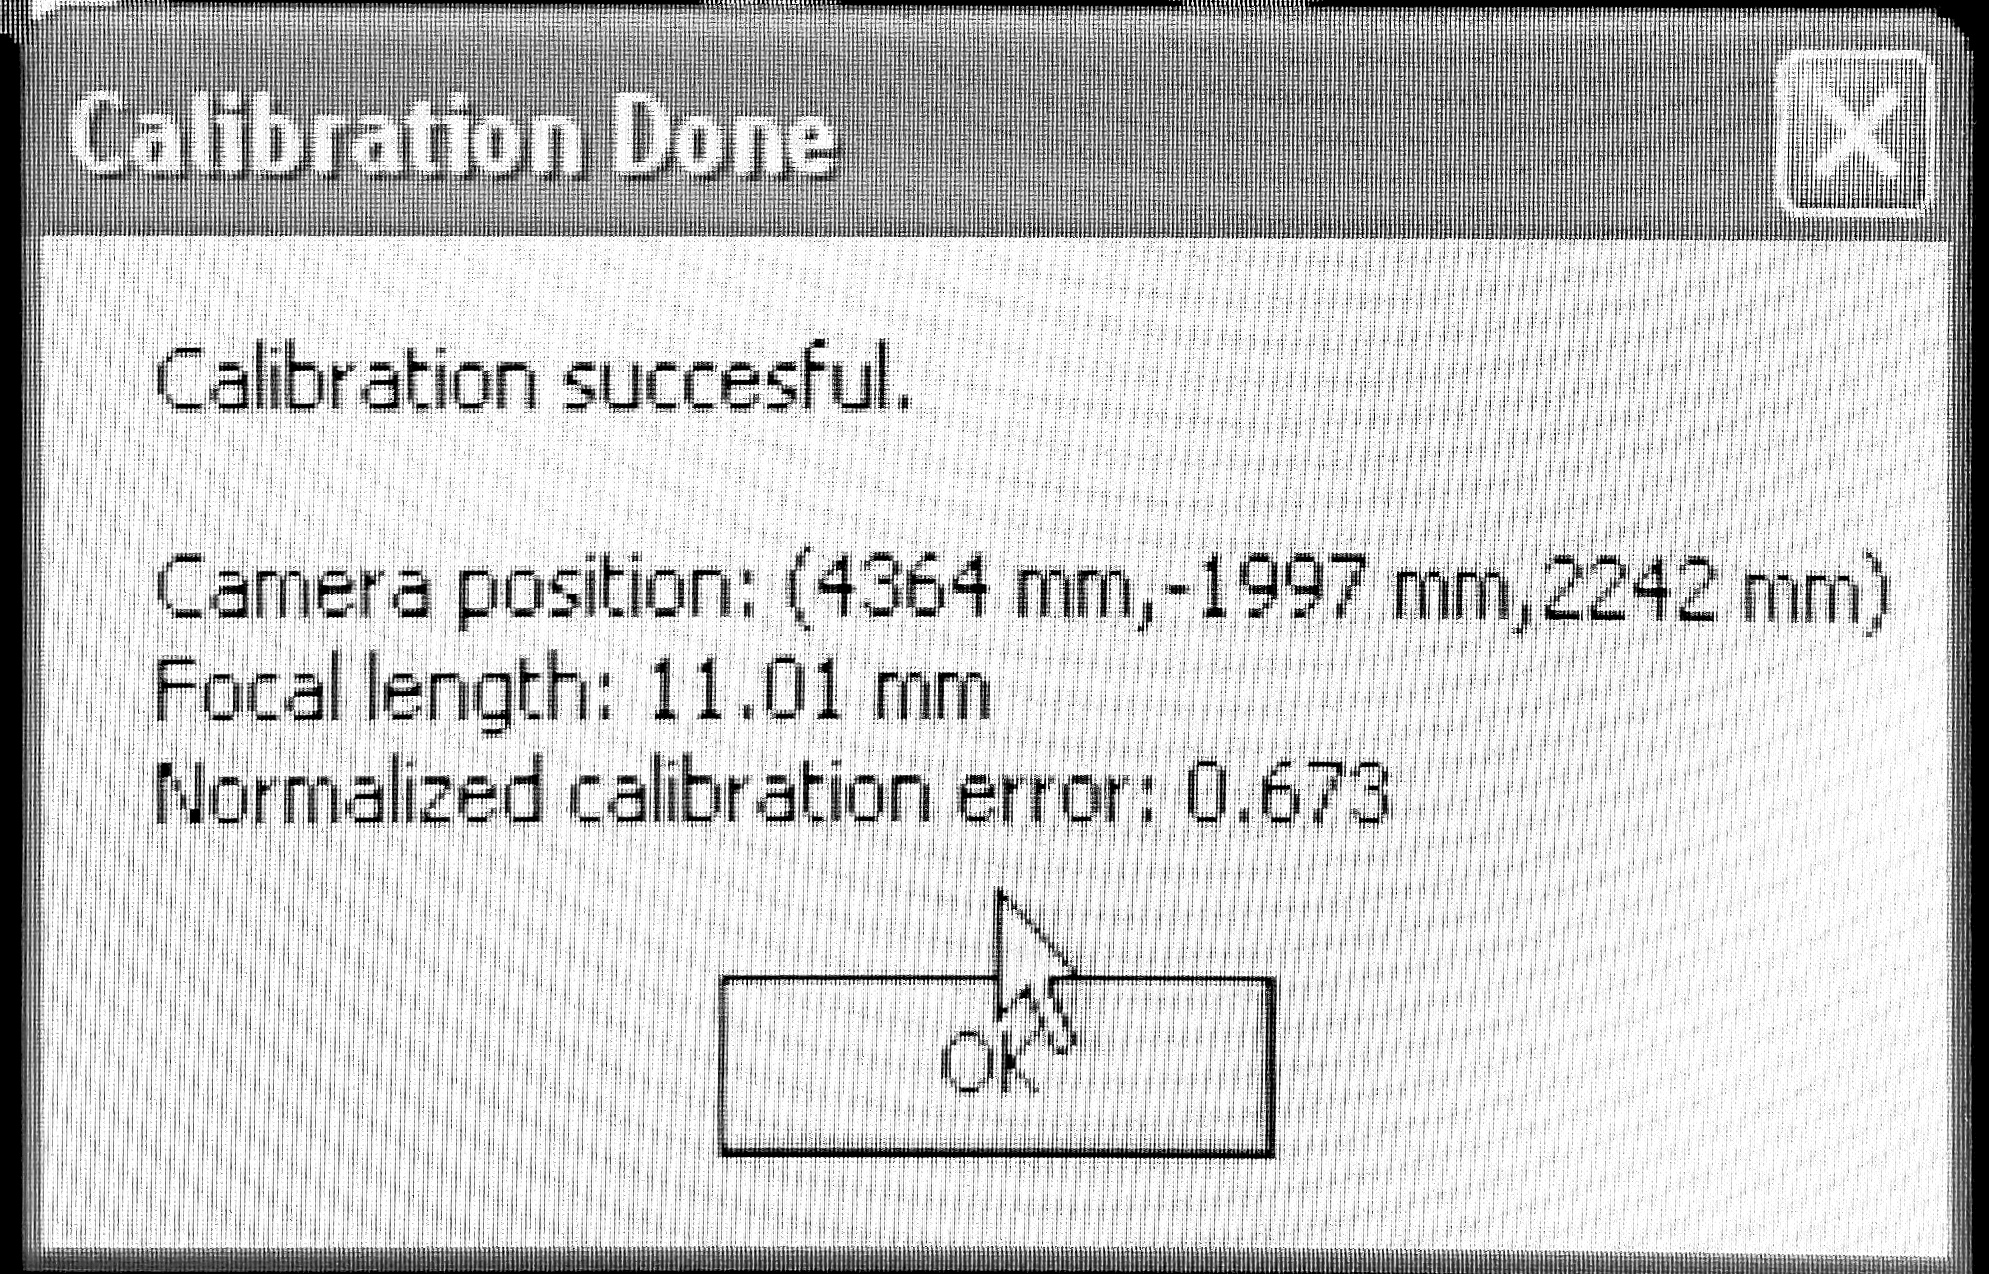 Calibration Done
Calibration succesful.
Camera position: (4364 mm,-1997 mm,2242 mm)
Focal length: 11.01 mm
Normalized calibration error: 0.673
OK